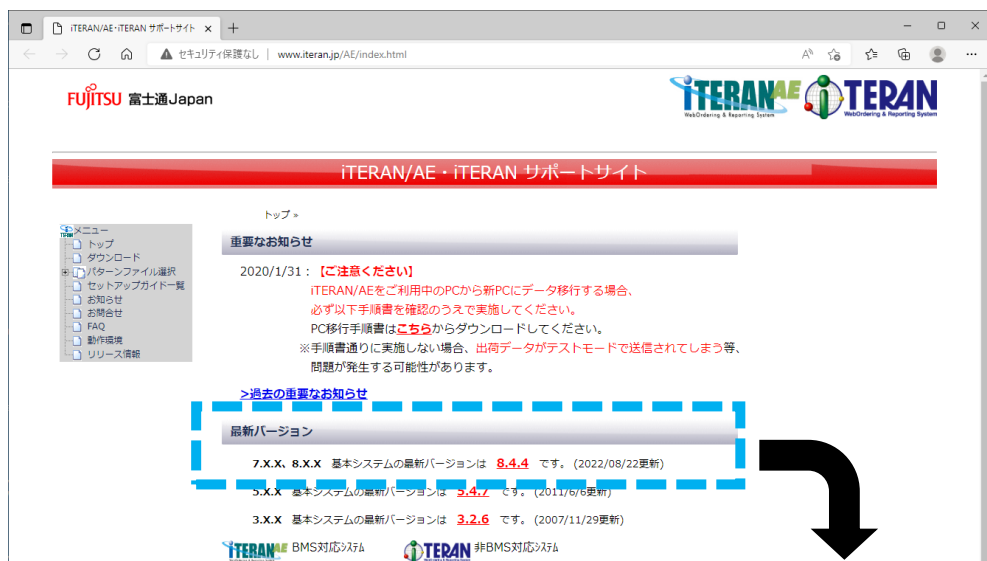 iTERAN/AE・iTERAN サポートサイト
セキュリティ保護なし | www.iteran.jp/AE/index.html
FUJITSU 富士通Japan
iTERAN AE WebOrdering & Reporting System
iTERAN WebOrdering & Reporting System
iTERAN/AE・iTERAN サポートサイト
トップ »
メニュー
トップ
ダウンロード
パターンファイル選択
セットアップガイド一覧
お知らせ
お問合せ
FAQ
動作環境
リリース情報
重要なお知らせ
2020/1/31：【ご注意ください】
iTERAN/AEをご利用中のPCから新PCにデータ移行する場合、
必ず以下手順書を確認のうえで実施してください。
PC移行手順書はこちらからダウンロードしてください。
※手順書通りに実施しない場合、出荷データがテストモードで送信されてしまう等、
問題が発生する可能性があります。
>過去の重要なお知らせ
最新バージョン
7.X.X、8.X.X 基本システムの最新バージョンは 8.4.4 です。(2022/08/22更新)
5.X.X 基本システムの最新バージョンは 5.4.7 です。(2011/6/6更新)
3.X.X 基本システムの最新バージョンは 3.2.6 です。(2007/11/29更新)
iTERAN AE BMS対応ｼｽﾃﾑ iTERAN 非BMS対応ｼｽﾃﾑ